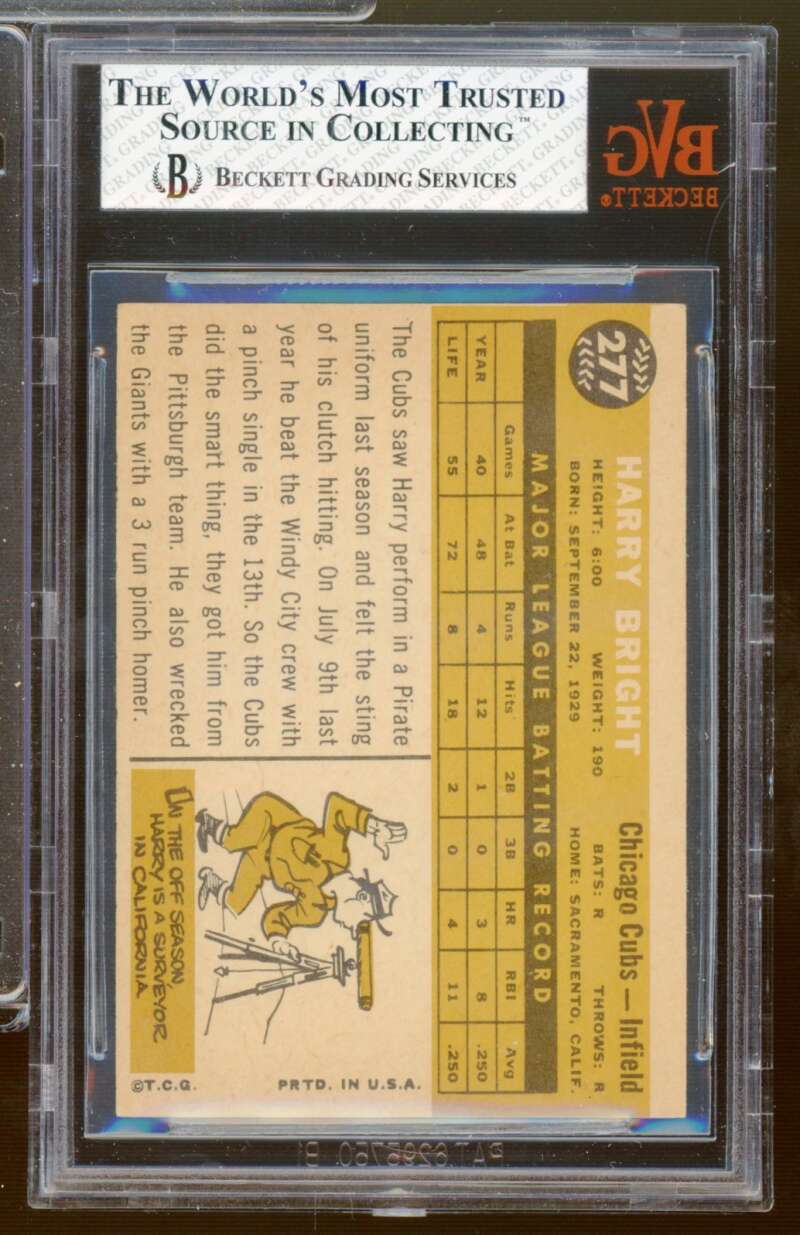 THE WORLD'S MOST TRUSTED
SOURCE IN COLLECTING™
B BECKETT GRADING SERVICES
BVG
BECKETT®
277
HARRY BRIGHT Chicago Cubs — Infield
HEIGHT: 6:00 WEIGHT: 190 BATS: R THROWS: R
BORN: SEPTEMBER 22, 1929 HOME: SACRAMENTO, CALIF.
MAJOR LEAGUE BATTING RECORD
Games At Bat Runs Hits 2B 3B HR RBI Avg
YEAR 40 48 4 12 1 0 3 8 .250
LIFE 55 72 8 18 2 0 4 11 .250
The Cubs saw Harry perform in a Pirate
uniform last season and felt the sting
of his clutch hitting. On July 9th last
year he beat the Windy City crew with
a pinch single in the 13th. So the Cubs
did the smart thing, they got him from
the Pittsburgh team. He also wrecked
the Giants with a 3 run pinch homer.
IN THE OFF SEASON
HARRY IS A SURVEYOR
IN CALIFORNIA
©T.C.G. PRTD. IN U.S.A.